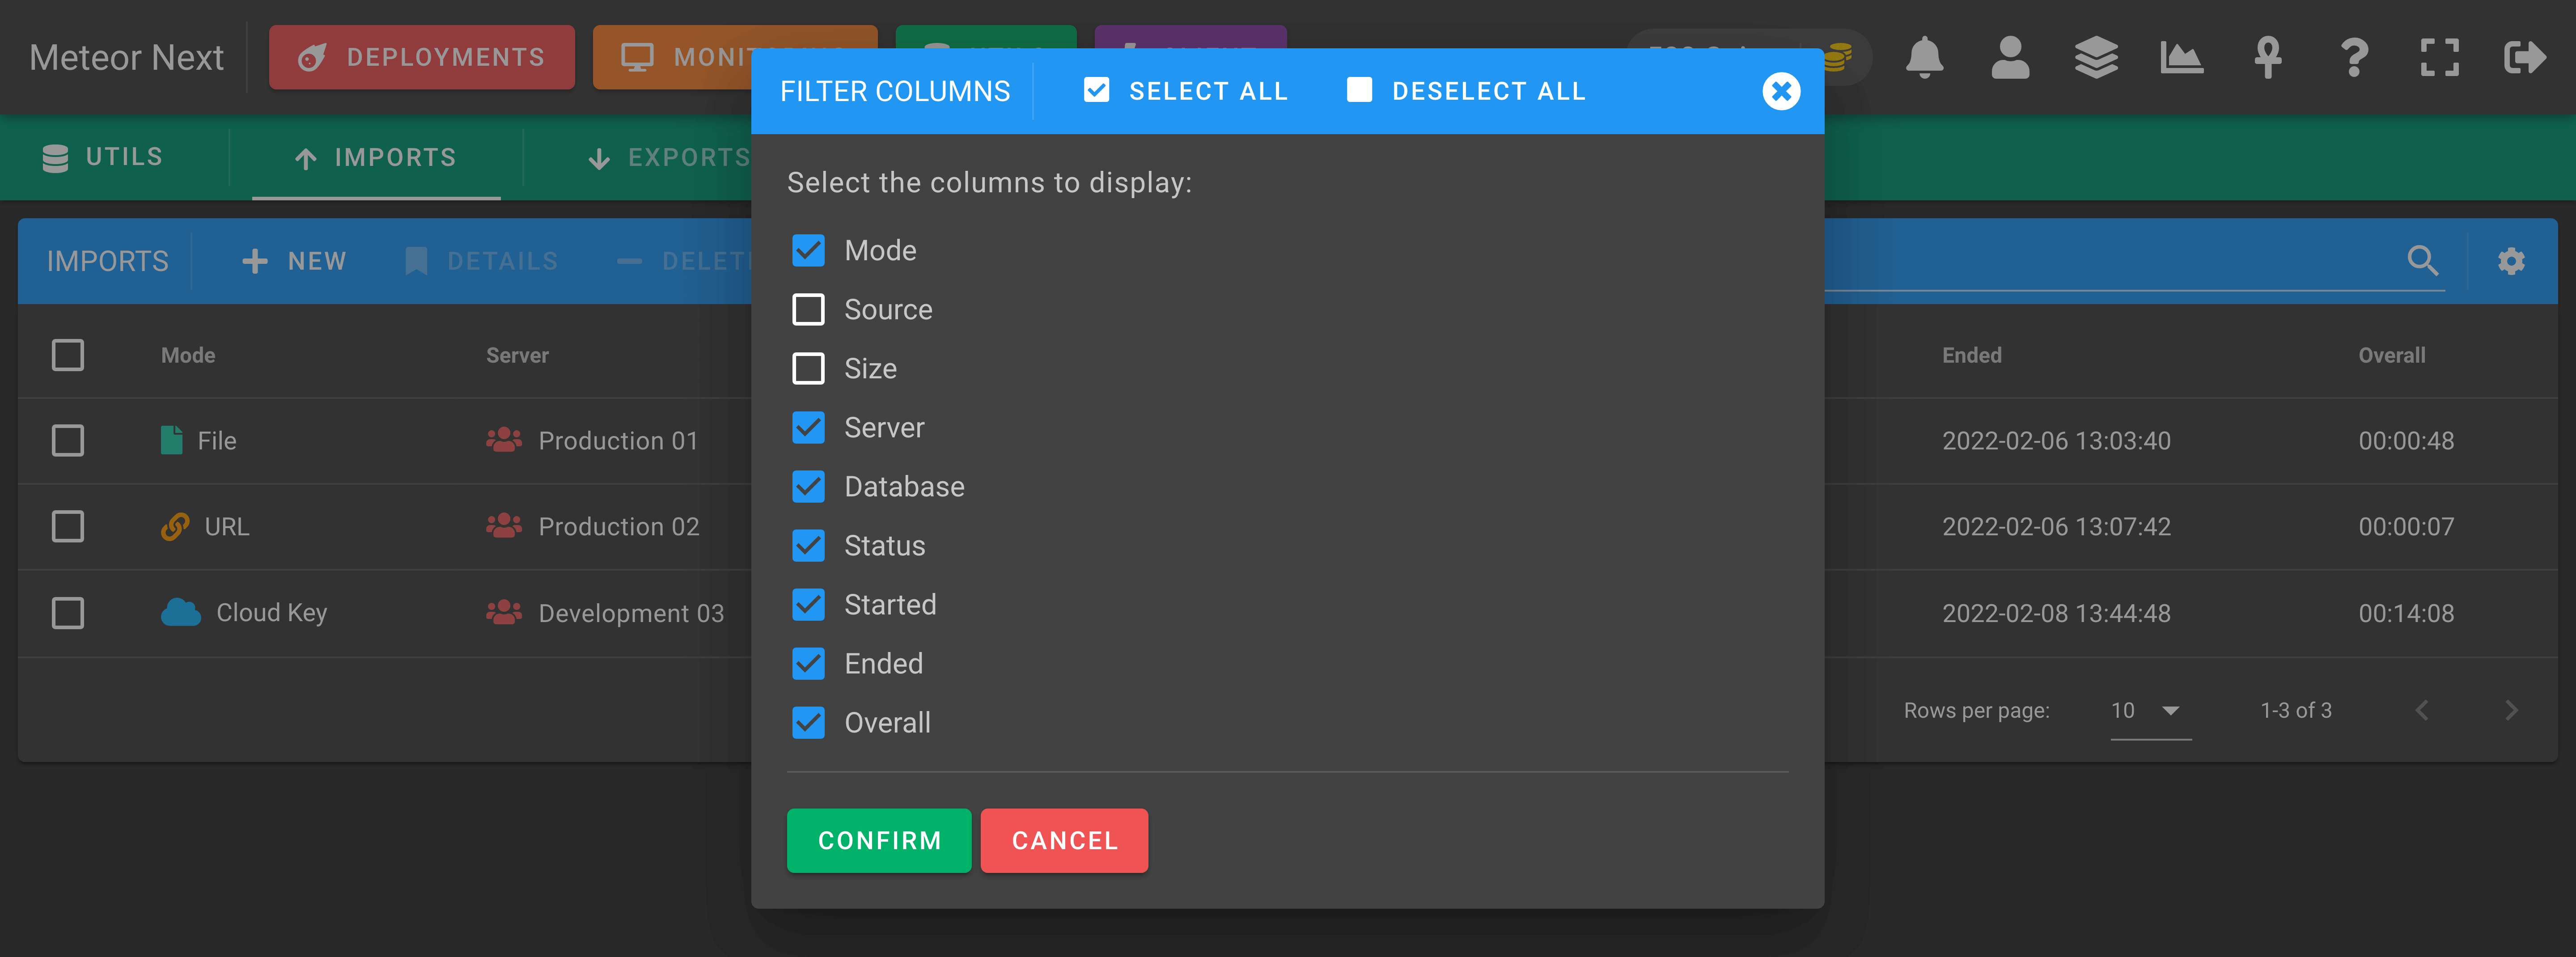 Meteor Next
DEPLOYMENTS
UTILS
IMPORTS
EXPORTS
IMPORTS
NEW
DETAILS
Mode
Server
Ended
Overall
File
Production 01
2022-02-06 13:03:40
00:00:48
URL
Production 02
2022-02-06 13:07:42
00:00:07
Cloud Key
Development 03
2022-02-08 13:44:48
00:14:08
Rows per page:
10
1-3 of 3
FILTER COLUMNS
SELECT ALL
DESELECT ALL
Select the columns to display:
Mode
Source
Size
Server
Database
Status
Started
Ended
Overall
CONFIRM
CANCEL